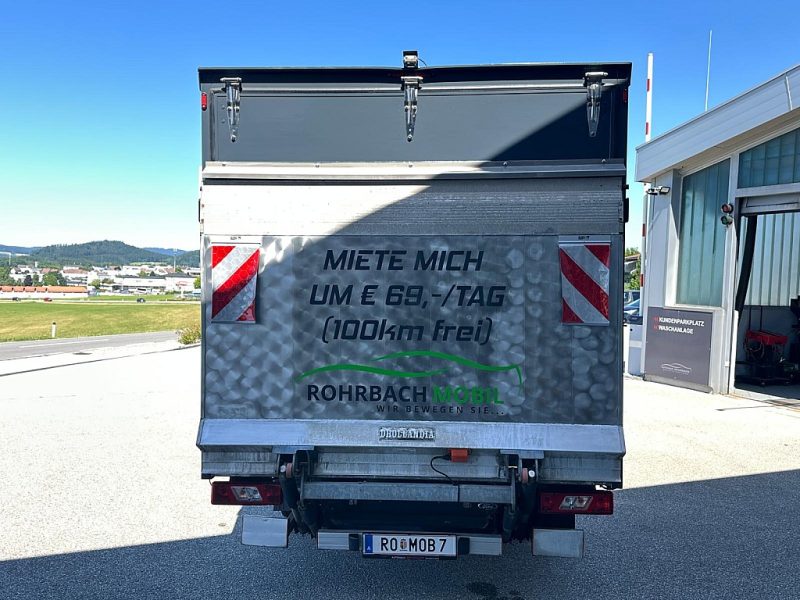 MIETE MICH
UM € 69,-/TAG
(100km frei)
ROHRBACH MOBIL
WIR BEWEGEN SIE...
DHOLLANDIA
RO MOB 7
KUNDENPARKPLATZ
WASCHANLAGE